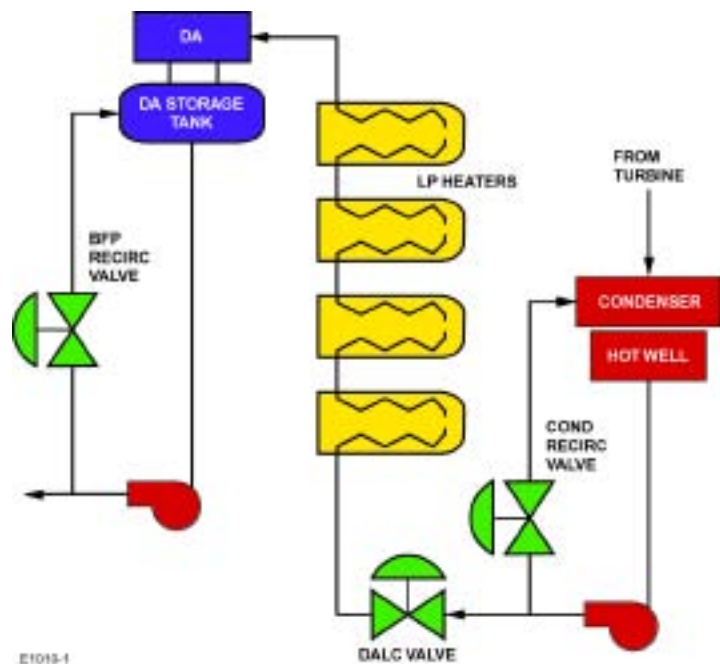 DA
DA STORAGE
TANK
LP HEATERS
FROM
TURBINE
BFP
RECIRC
VALVE
CONDENSER
HOT WELL
COND
RECIRC
VALVE
DALC VALVE
E1010-1